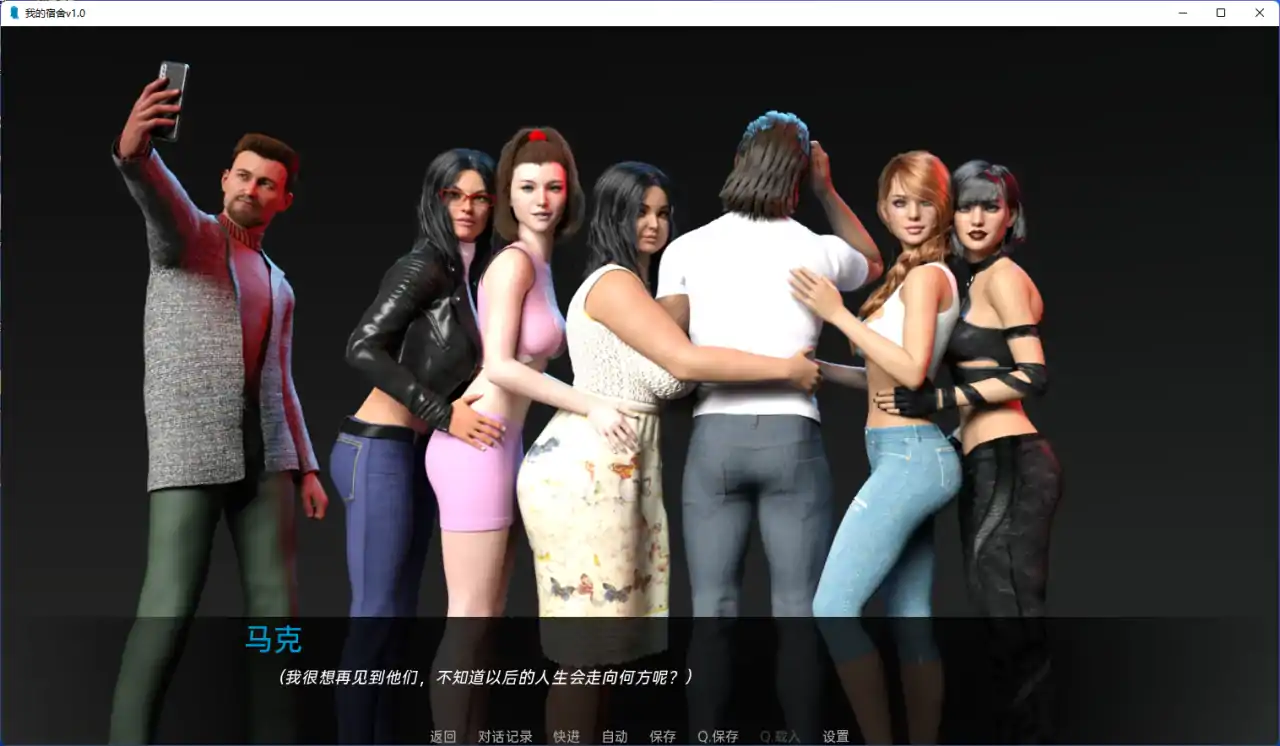 我的宿舍v1.0
马克
（我很想再见到他们，不知道以后的人生会走向何方呢？）
返回 对话记录 快进 自动 保存 Q.保存 Q.载入 设置